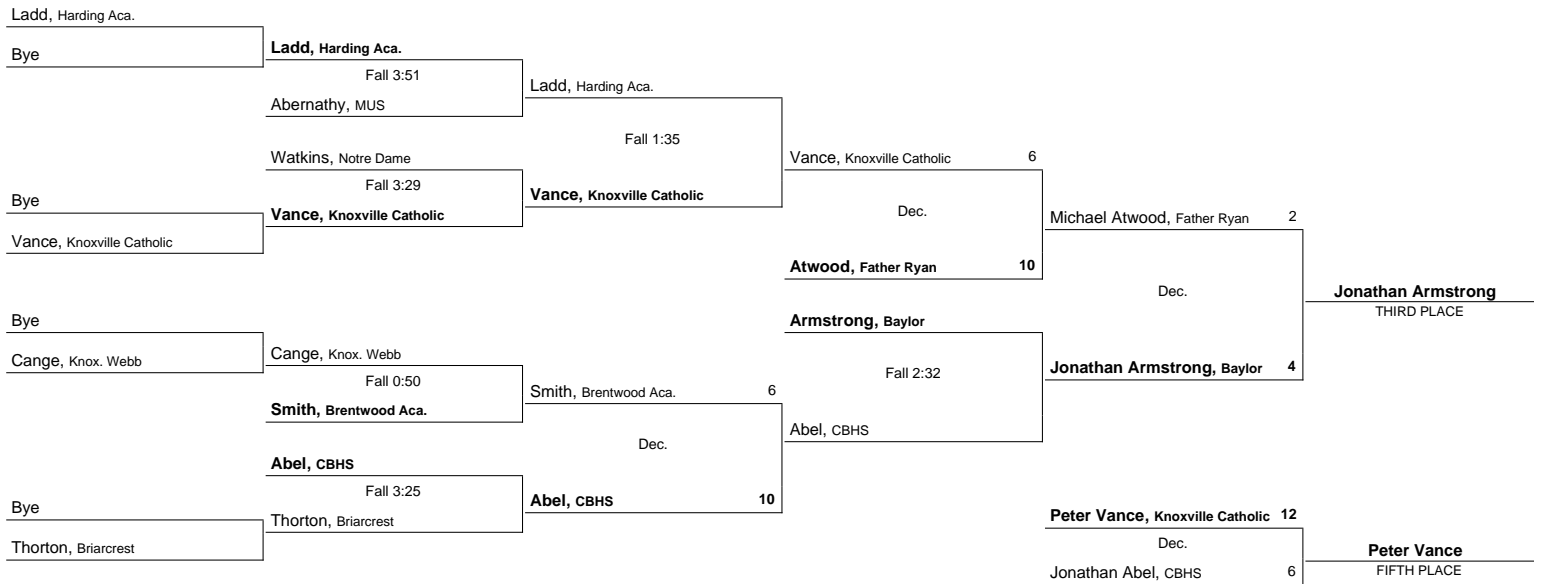 Ladd, Harding Aca.
Bye
Ladd, Harding Aca.
Fall 3:51
Abernathy, MUS
Ladd, Harding Aca.
Fall 1:35
Watkins, Notre Dame
Fall 3:29
Vance, Knoxville Catholic
Bye
Vance, Knoxville Catholic
Vance, Knoxville Catholic
Vance, Knoxville Catholic 6
Dec.
Atwood, Father Ryan 10
Michael Atwood, Father Ryan 2
Dec.
Jonathan Armstrong
THIRD PLACE
Bye
Cange, Knox. Webb
Cange, Knox. Webb
Fall 0:50
Smith, Brentwood Aca.
Smith, Brentwood Aca. 6
Dec.
Abel, CBHS
Fall 3:25
Thorton, Briarcrest
Bye
Thorton, Briarcrest
Abel, CBHS 10
Armstrong, Baylor
Fall 2:32
Abel, CBHS
Jonathan Armstrong, Baylor 4
Peter Vance, Knoxville Catholic 12
Dec.
Jonathan Abel, CBHS 6
Peter Vance
FIFTH PLACE